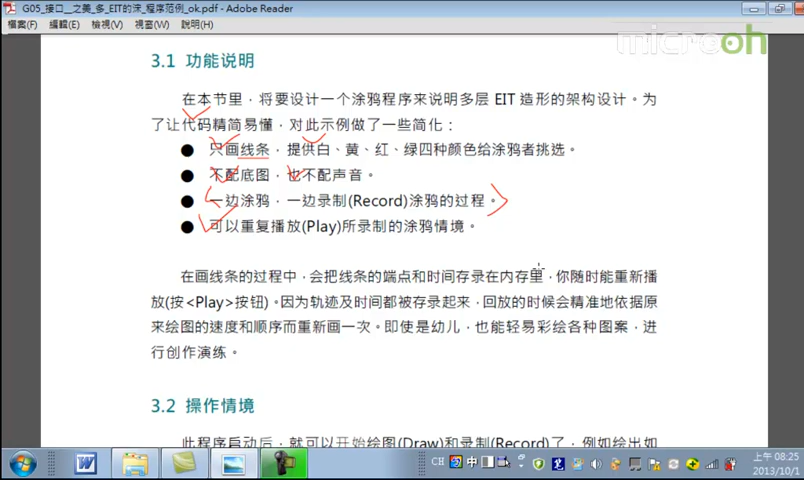 G05_接口__之美_多_EIT的沫_程序范例_ok.pdf - Adobe Reader
檔案(F) 編輯(E) 檢視(V) 視窗(W) 說明(H)
microoh
3.1 功能说明
在本节里，将要设计一个涂鸦程序来说明多层 EIT 造形的架构设计。为
了让代码精简易懂，对此示例做了一些简化：
● 只画线条，提供白、黄、红、绿四种颜色给涂鸦者挑选。
● 不配底图，也不配声音。
● 一边涂鸦，一边录制(Record)涂鸦的过程。
● 可以重复播放(Play)所录制的涂鸦情境。
在画线条的过程中，会把线条的端点和时间存录在内存里，你随时能重新播
放(按<Play>按钮)。因为轨迹及时间都被存录起来，回放的时候会精准地依据原
来绘图的速度和顺序而重新画一次。即使是幼儿，也能轻易彩绘各种图案，进
行创作演练。
3.2 操作情境
此程序启动后，就可以开始绘图(Draw)和录制(Record)了，例如绘出如
CH
中
上午 08:25
2013/10/1